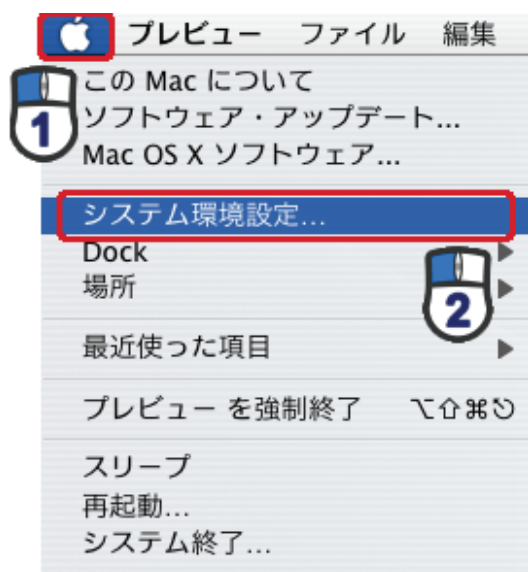 プレビュー ファイル 編集
1
この Mac について
ソフトウェア・アップデート...
Mac OS X ソフトウェア...
システム環境設定...
Dock
場所
2
最近使った項目
プレビュー を強制終了 ⌥⇧⌘⎋
スリープ
再起動...
システム終了...